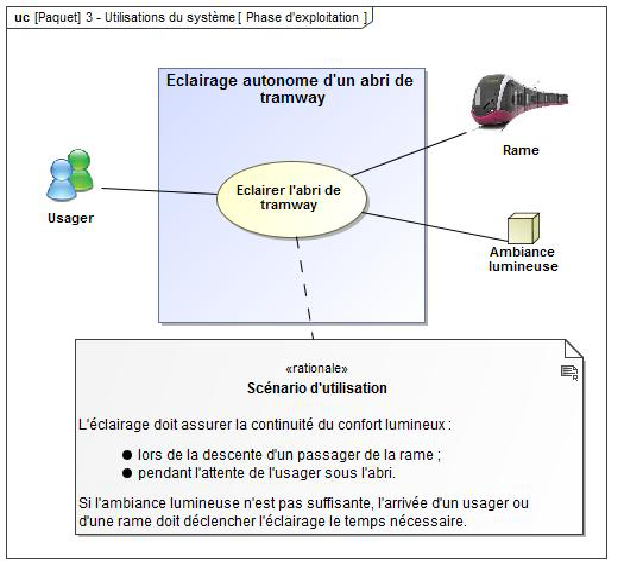 uc [Paquet] 3 - Utilisations du système [ Phase d'exploitation ]
Eclairage autonome d'un abri de
tramway
Rame
Eclairer l'abri de
tramway
Usager
Ambiance
lumineuse
«rationale»
Scénario d'utilisation
L'éclairage doit assurer la continuité du confort lumineux :
● lors de la descente d'un passager de la rame ;
● pendant l'attente de l'usager sous l'abri.
Si l'ambiance lumineuse n'est pas suffisante, l'arrivée d'un usager ou
d'une rame doit déclencher l'éclairage le temps nécessaire.